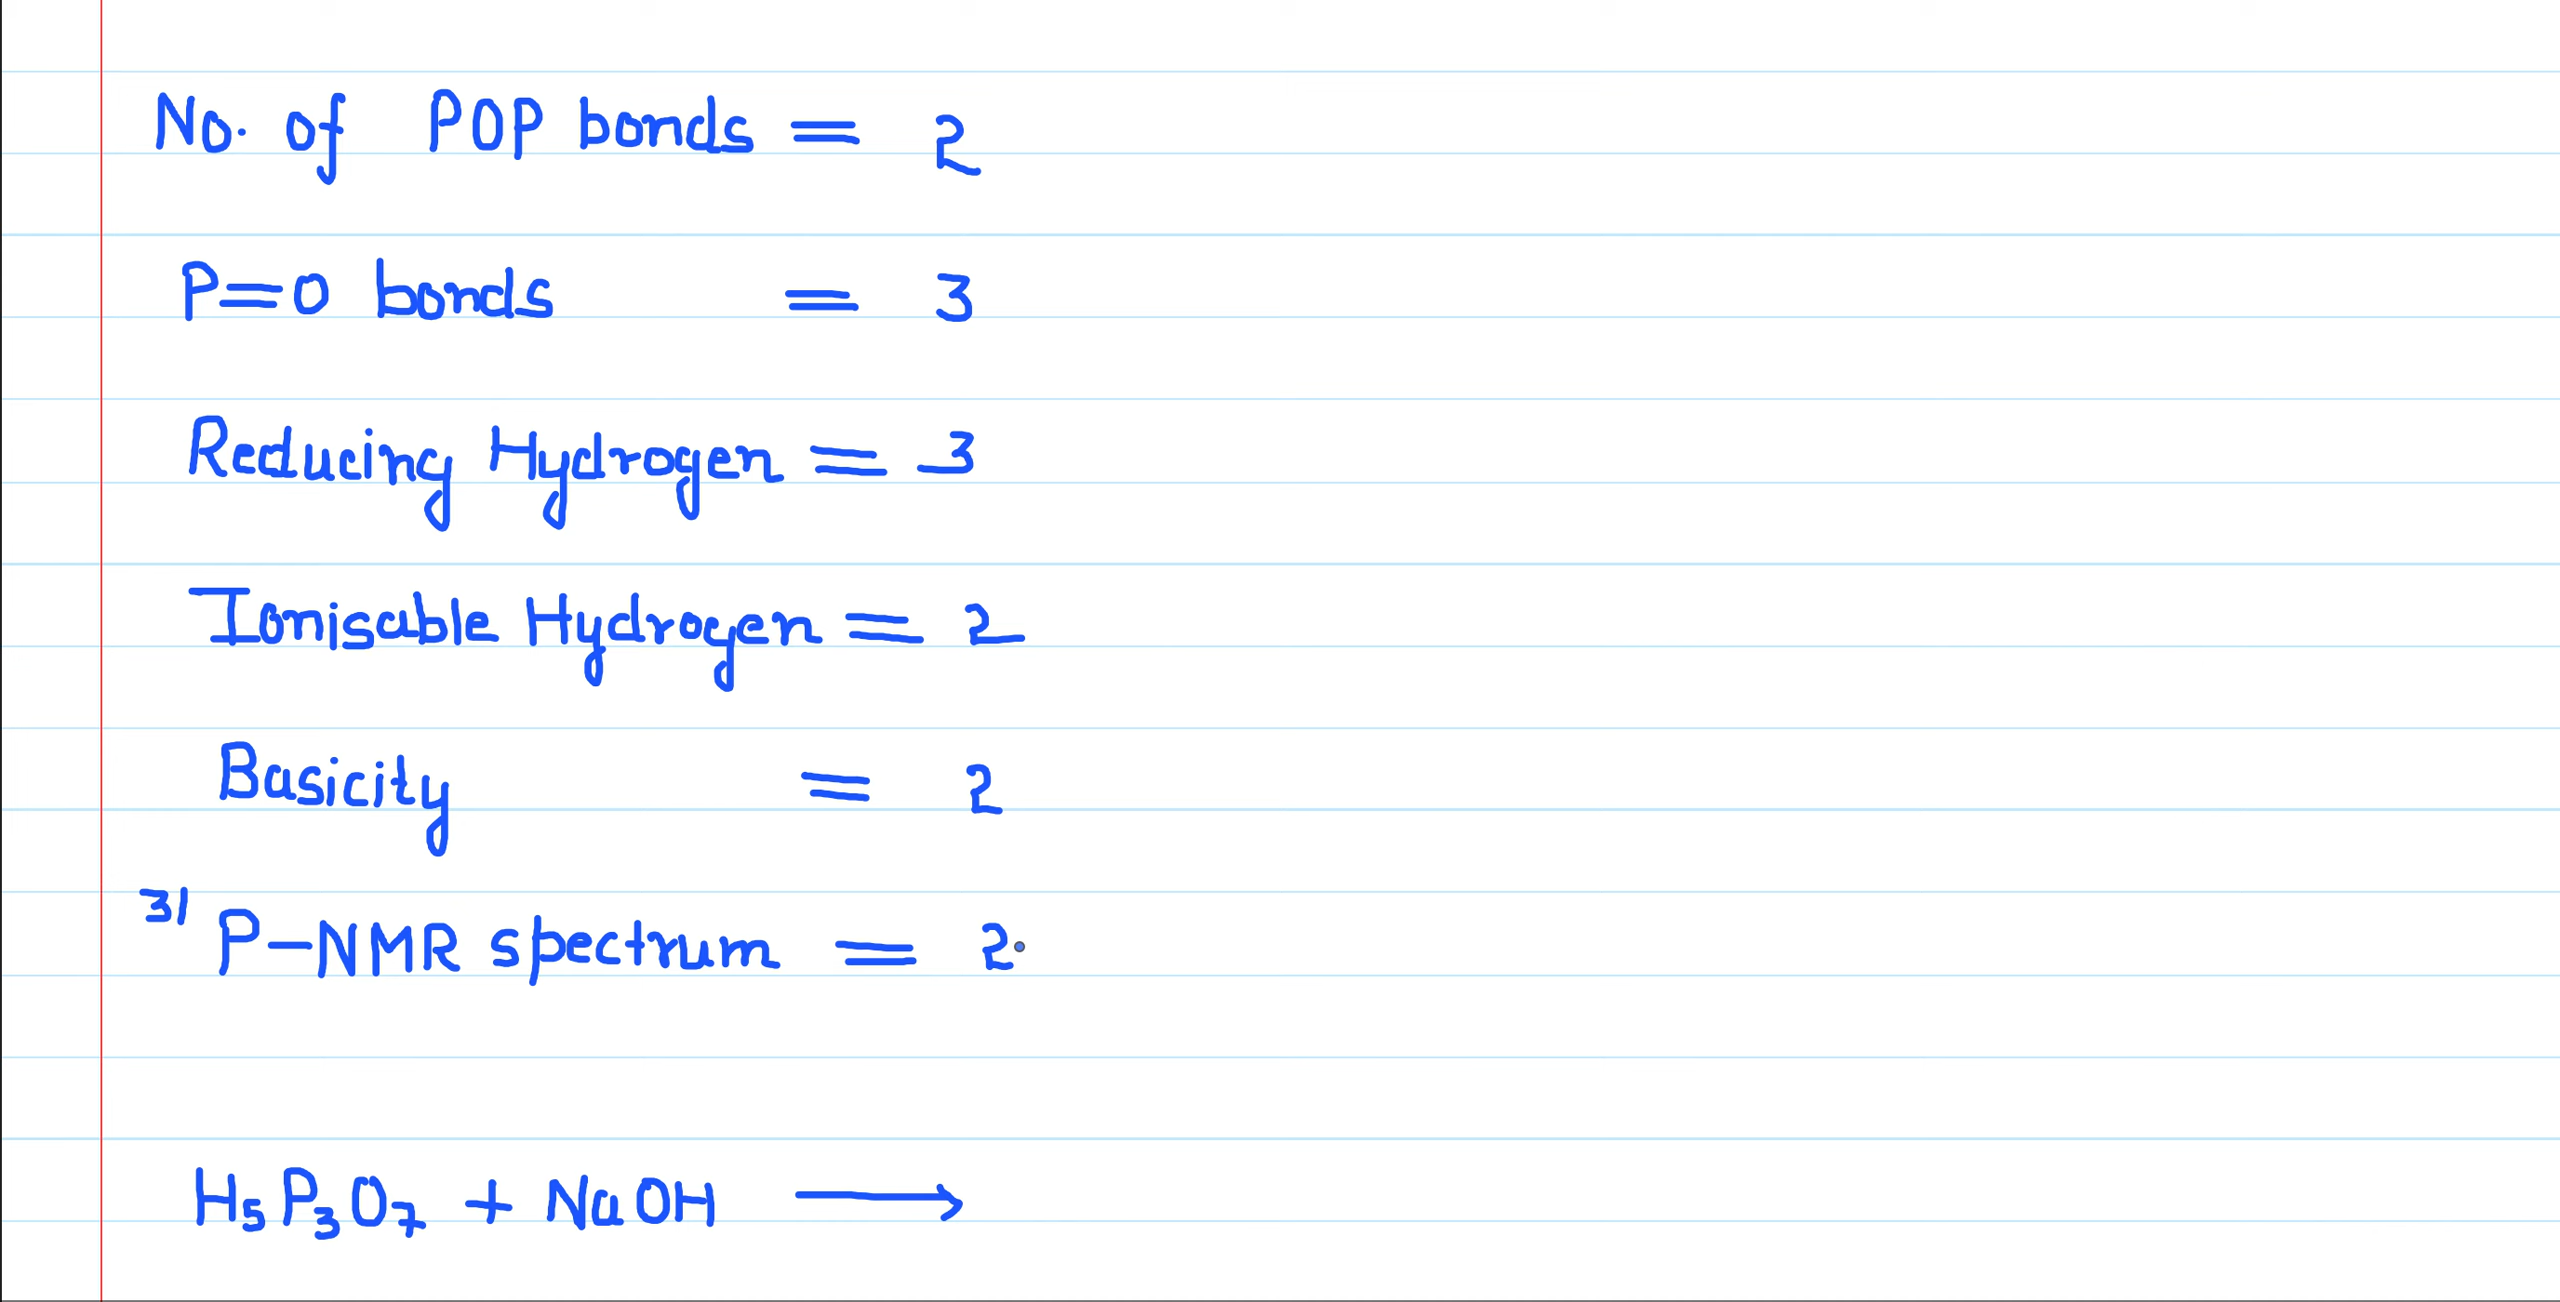 No. of POP bonds = 2
P=O bonds = 3
Reducing Hydrogen = 3
Ionisable Hydrogen = 2
Basicity = 2
³¹P-NMR spectrum = 2
H₅P₃O₇ + NaOH ⟶